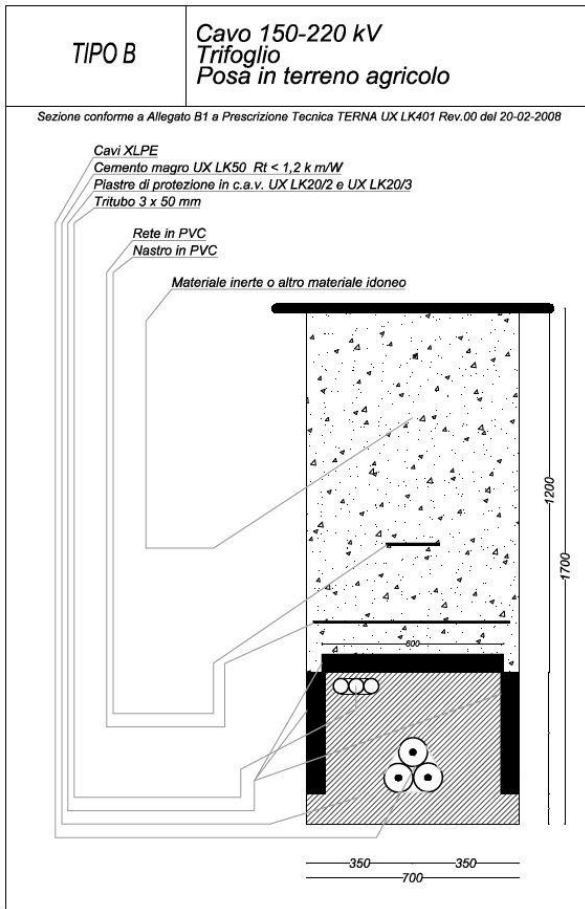 TIPO B
Cavo 150-220 kV
Trifoglio
Posa in terreno agricolo
Sezione conforme a Allegato B1 a Prescrizione Tecnica TERNA UX LK401 Rev.00 del 20-02-2008
Cavi XLPE
Cemento magro UX LK50 Rt < 1,2 k m/W
Piastre di protezione in c.a.v. UX LK20/2 e UX LK20/3
Tritubo 3 x 50 mm
Rete in PVC
Nastro in PVC
Materiale inerte o altro materiale idoneo
1200
1700
600
350
350
700